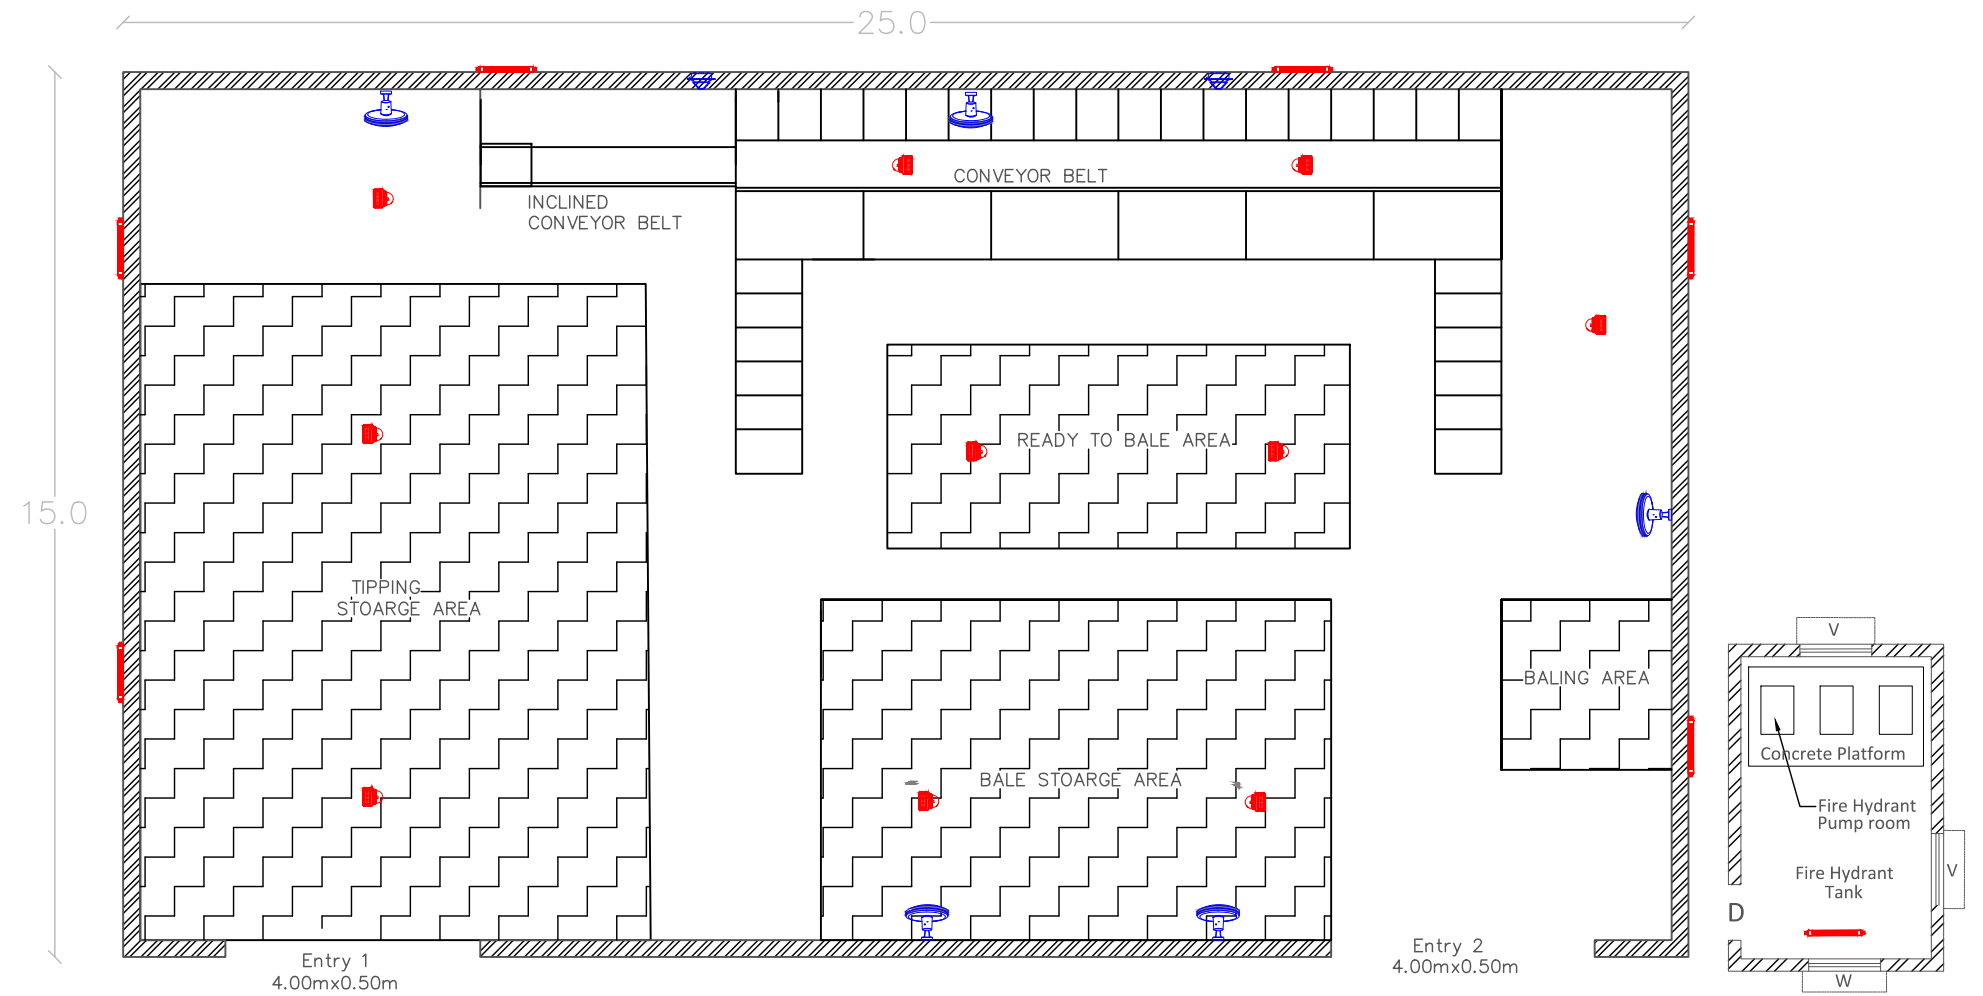 25.0
15.0
CONVEYOR BELT
INCLINED
CONVEYOR BELT
READY TO BALE AREA
TIPPING
STOARGE AREA
BALING AREA
BALE STOARGE AREA
Entry 1
4.00mx0.50m
Entry 2
4.00mx0.50m
V
Concrete Platform
Fire Hydrant
Pump room
Fire Hydrant
Tank
V
D
W